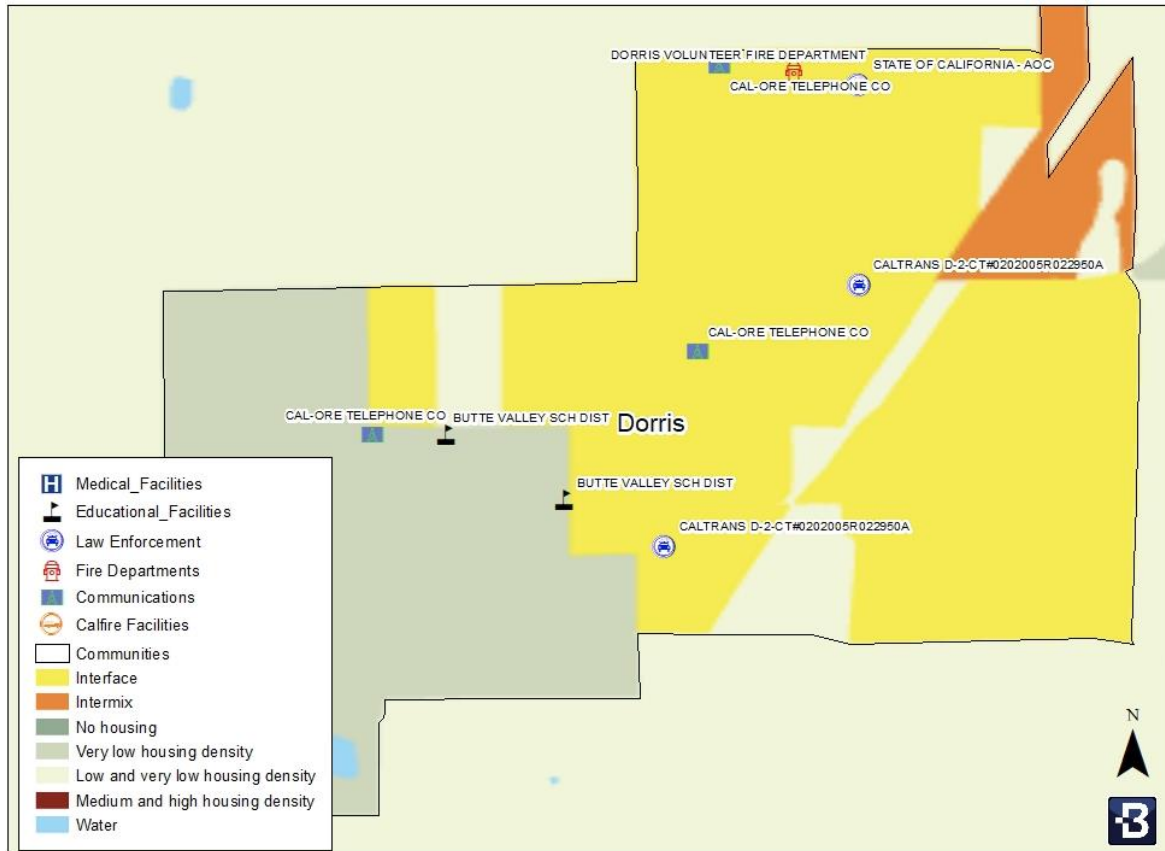 DORRIS VOLUNTEER FIRE DEPARTMENT
STATE OF CALIFORNIA - AOC
CAL-ORE TELEPHONE CO
CALTRANS D-2-CT#0202005R022950A
CAL-ORE TELEPHONE CO
CAL-ORE TELEPHONE CO
BUTTE VALLEY SCH DIST
Dorris
BUTTE VALLEY SCH DIST
CALTRANS D-2-CT#0202005R022950A
H Medical_Facilities
Educational_Facilities
Law Enforcement
Fire Departments
Communications
Calfire Facilities
Communities
Interface
Intermix
No housing
Very low housing density
Low and very low housing density
Medium and high housing density
Water
N
B